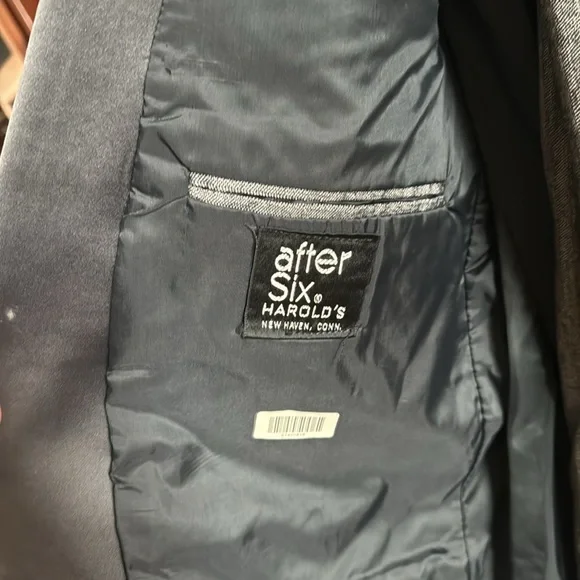 after
Six®
HAROLD'S
NEW HAVEN, CONN.